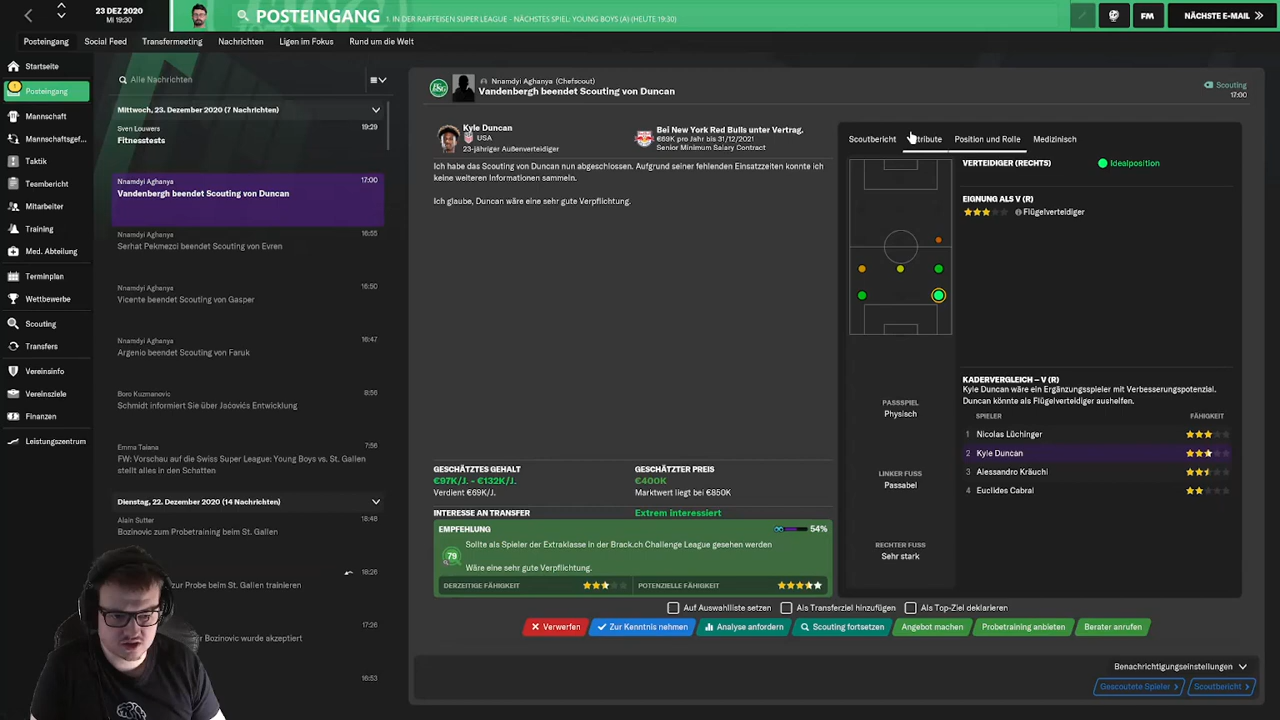 23 DEZ 2020
MI 19:30
POSTEINGANG
1. IN DER RAIFFEISEN SUPER LEAGUE - NÄCHSTES SPIEL: YOUNG BOYS (A) (HEUTE 19:30)
FM
NÄCHSTE E-MAIL
Posteingang
Social Feed
Transfermeeting
Nachrichten
Ligen im Fokus
Rund um die Welt
Startseite
Posteingang
Mannschaft
Mannschaftsgef...
Taktik
Teambericht
Mitarbeiter
Training
Med. Abteilung
Terminplan
Wettbewerbe
Scouting
Transfers
Vereinsinfo
Vereinsziele
Finanzen
Leistungszentrum
Alle Nachrichten
Mittwoch, 23. Dezember 2020 (7 Nachrichten)
Sven Louwers 19:29
Fitnesstests
Nnamdyi Aghanya 17:00
Vandenbergh beendet Scouting von Duncan
Nnamdyi Aghanya 16:55
Serhat Pekmezci beendet Scouting von Evren
Nnamdyi Aghanya 16:50
Vicente beendet Scouting von Gasper
Nnamdyi Aghanya 16:47
Argenio beendet Scouting von Faruk
Boro Kuzmanovic 8:56
Schmidt informiert Sie über Jaćovićs Entwicklung
Emma Taiana 7:56
FW: Vorschau auf die Swiss Super League: Young Boys vs. St. Gallen
stellt alles in den Schatten
Dienstag, 22. Dezember 2020 (14 Nachrichten)
Alain Sutter 18:48
Bozinovic zum Probetraining beim St. Gallen
18:26
zur Probe beim St. Gallen trainieren
17:26
r Bozinovic wurde akzeptiert
16:53
Nnamdyi Aghanya (Chefscout)
Vandenbergh beendet Scouting von Duncan
Scouting
17:00
Kyle Duncan
USA
23-jähriger Außenverteidiger
Bei New York Red Bulls unter Vertrag.
€69K pro Jahr bis 31/12/2021
Senior Minimum Salary Contract
Ich habe das Scouting von Duncan nun abgeschlossen. Aufgrund seiner fehlenden Einsatzzeiten konnte ich
keine weiteren Informationen sammeln.
Ich glaube, Duncan wäre eine sehr gute Verpflichtung.
GESCHÄTZTES GEHALT
€97K/J. - €132K/J.
Verdient €69K/J.
GESCHÄTZTER PREIS
€400K
Marktwert liegt bei €850K
INTERESSE AN TRANSFER
Extrem Interessiert
EMPFEHLUNG
54%
Sollte als Spieler der Extraklasse in der Brack.ch Challenge League gesehen werden
79
Wäre eine sehr gute Verpflichtung.
DERZEITIGE FÄHIGKEIT
POTENZIELLE FÄHIGKEIT
Scoutbericht
tribute
Position und Rolle
Medizinisch
VERTEIDIGER (RECHTS)
Idealposition
EIGNUNG ALS V (R)
Flügelverteidiger
PASSSPIEL
Physisch
LINKER FUSS
Passabel
RECHTER FUSS
Sehr stark
KADERVERGLEICH – V (R)
Kyle Duncan wäre ein Ergänzungsspieler mit Verbesserungspotenzial.
Duncan könnte als Flügelverteidiger aushelfen.
SPIELER FÄHIGKEIT
1 Nicolas Lüchinger
2 Kyle Duncan
3 Alessandro Kräuchi
4 Euclides Cabral
Auf Auswahlliste setzen
Als Transferziel hinzufügen
Als Top-Ziel deklarieren
Verwerfen
Zur Kenntnis nehmen
Analyse anfordern
Scouting fortsetzen
Angebot machen
Probetraining anbieten
Berater anrufen
Benachrichtigungseinstellungen
Gescoutete Spieler
Scoutbericht